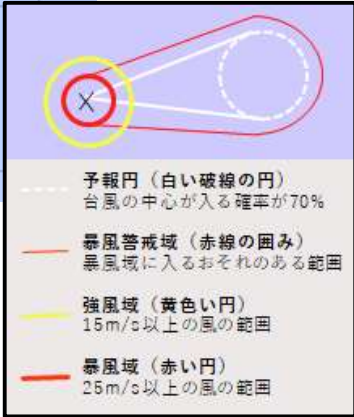 X
予報円（白い破線の円）
台風の中心が入る確率が70%
暴風警戒域（赤線の囲み）
暴風域に入るおそれのある範囲
強風域（黄色い円）
15m/s以上の風の範囲
暴風域（赤い円）
25m/s以上の風の範囲